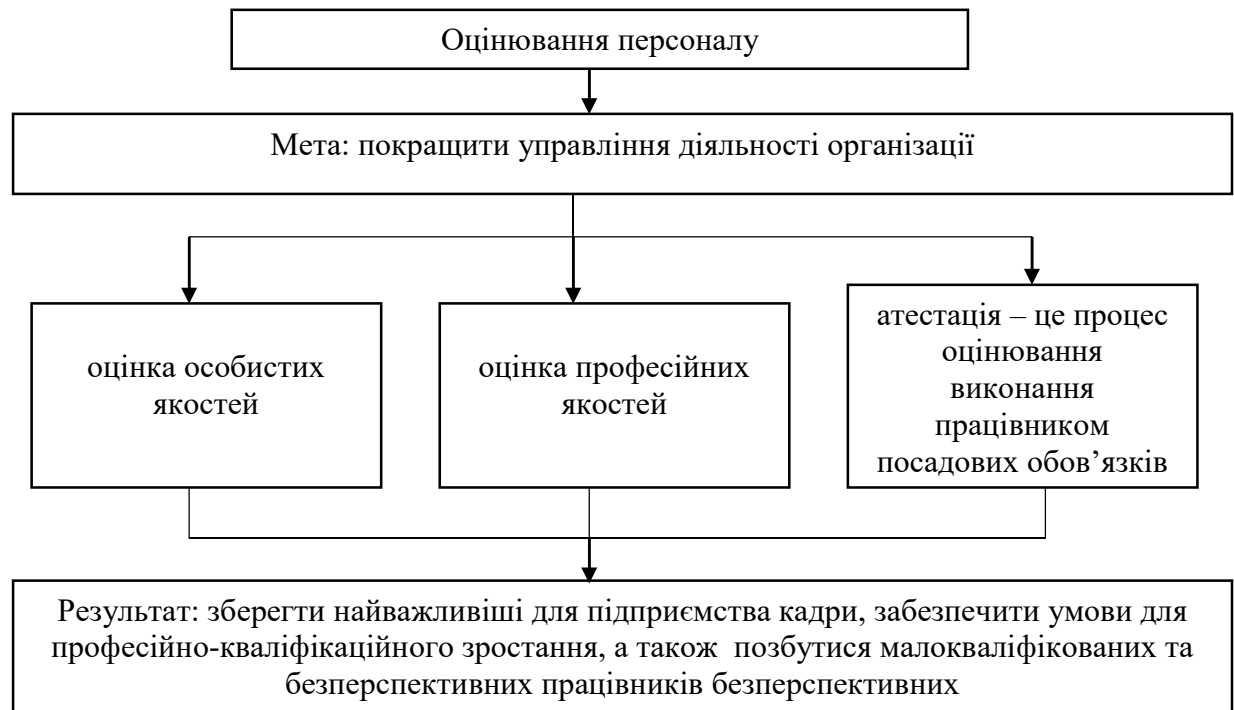 Оцінювання персоналу
Мета: покращити управління діяльності організації
оцінка особистих
якостей
оцінка професійних
якостей
атестація – це процес
оцінювання
виконання
працівником
посадових обов’язків
Результат: зберегти найважливіші для підприємства кадри, забезпечити умови для
професійно-кваліфікаційного зростання, а також позбутися малокваліфікованих та
безперспективних працівників безперспективних